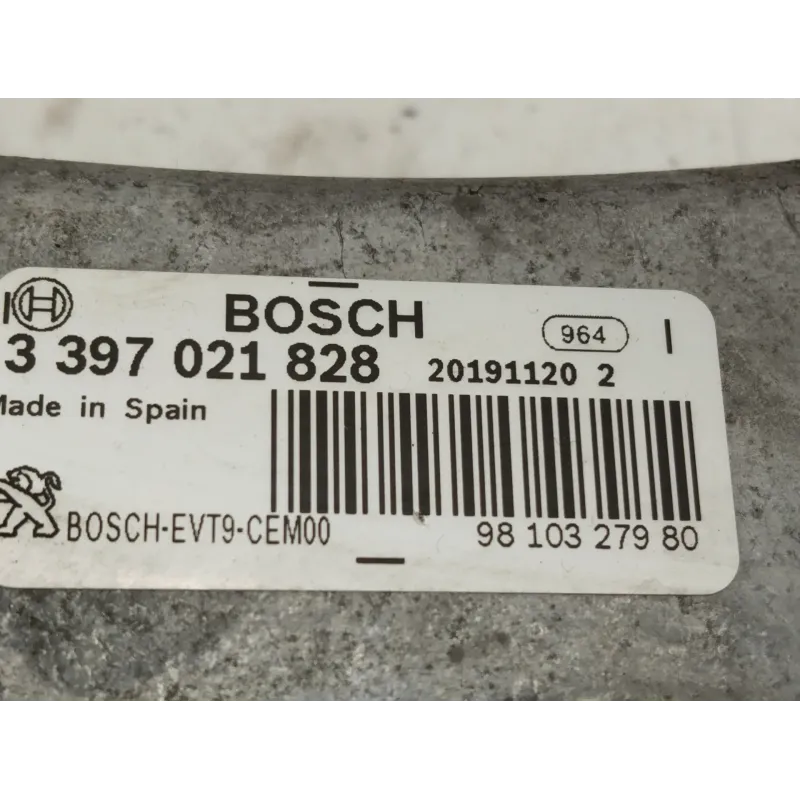 BOSCH
964
3 397 021 828
20191120 2
Made in Spain
BOSCH-EVT9-CEM00
98 103 279 80